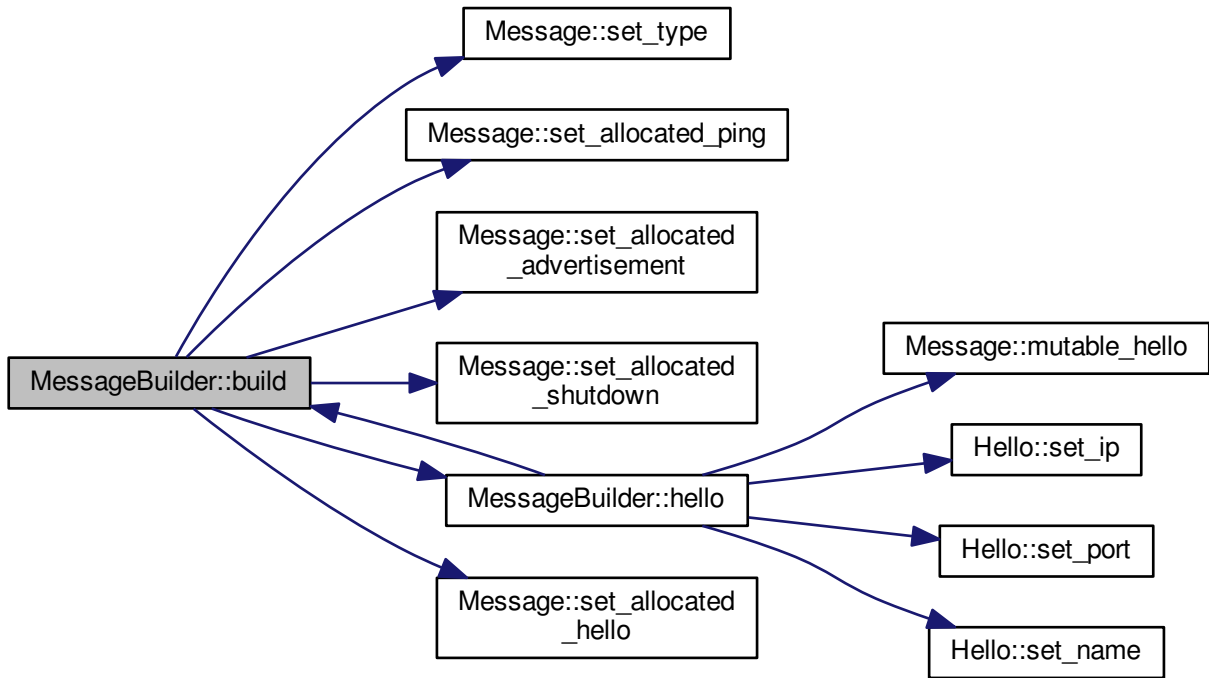 Message::set_type
Message::set_allocated_ping
Message::set_allocated
_advertisement
MessageBuilder::build
Message::set_allocated
_shutdown
MessageBuilder::hello
Message::set_allocated
_hello
Message::mutable_hello
Hello::set_ip
Hello::set_port
Hello::set_name